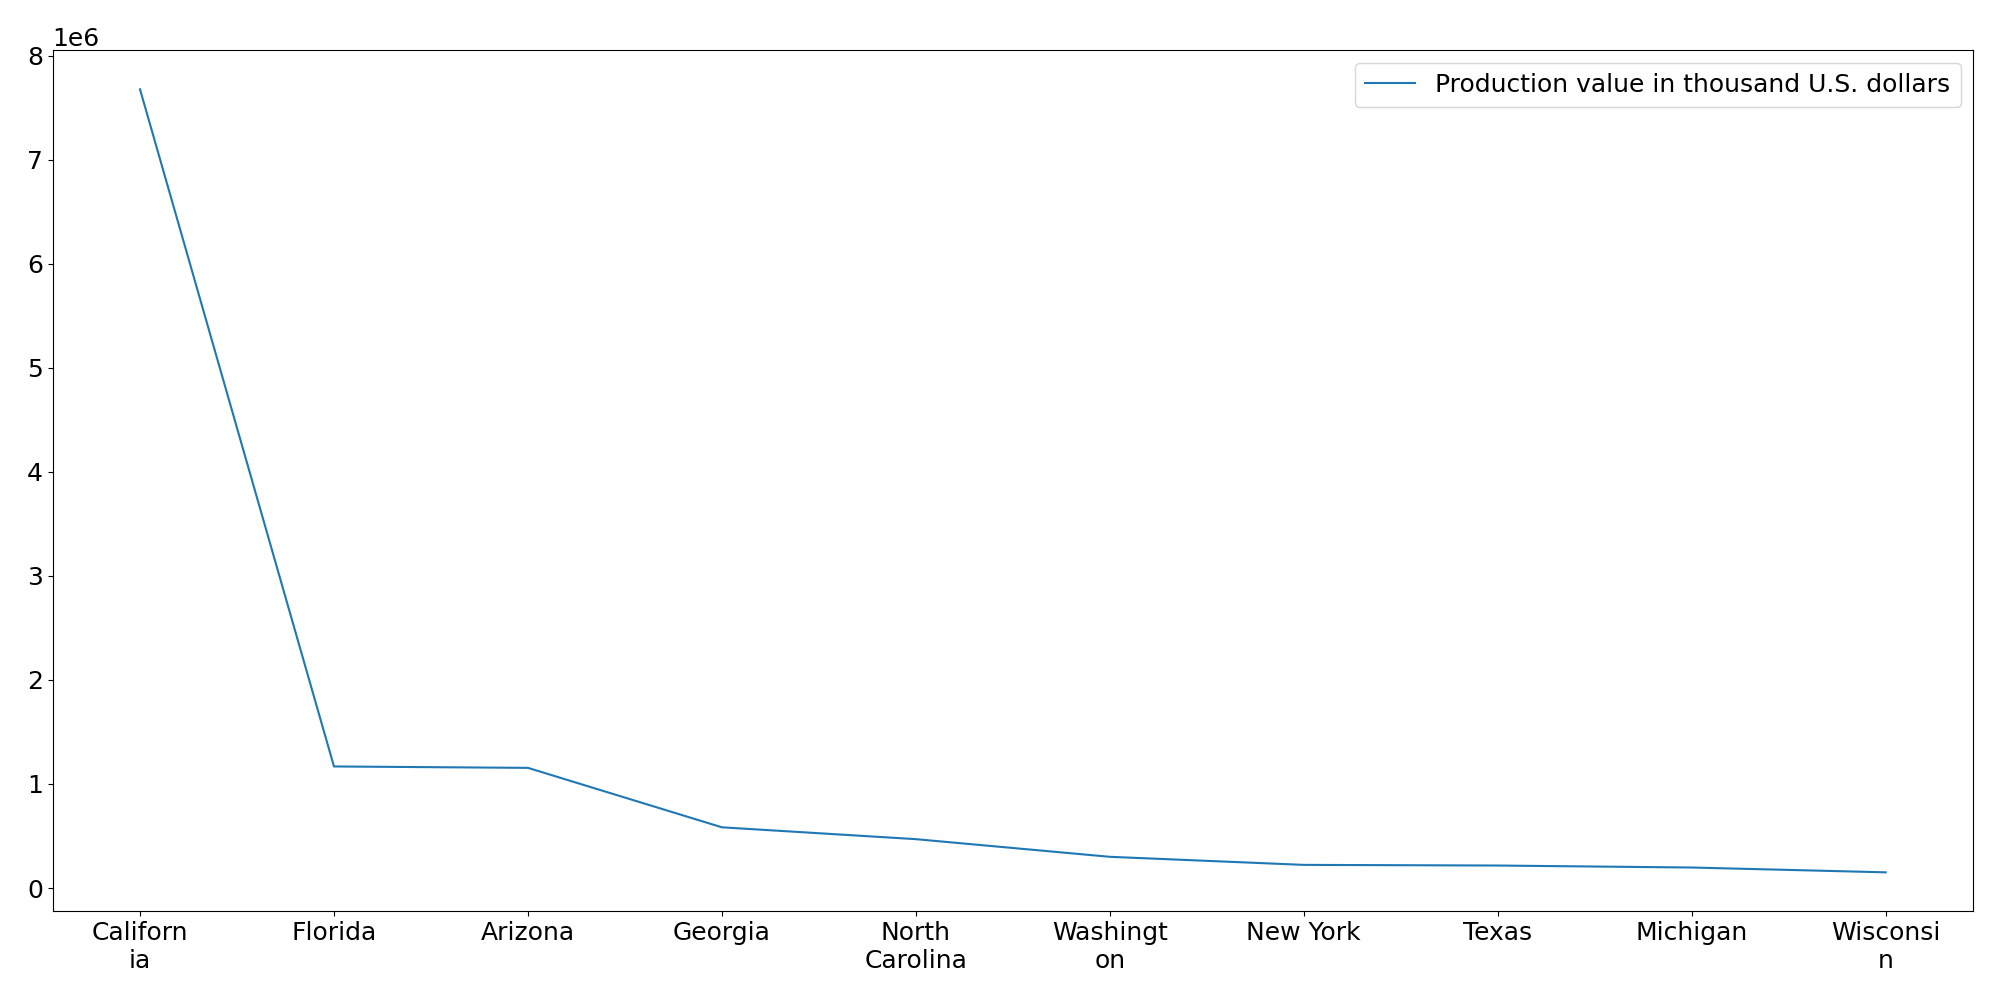 1e6
8
7
6
5
4
3
2
1
0
Production value in thousand U.S. dollars
Californ
ia
Florida
Arizona
Georgia
North
Carolina
Washingt
on
New York
Texas
Michigan
Wisconsi
n